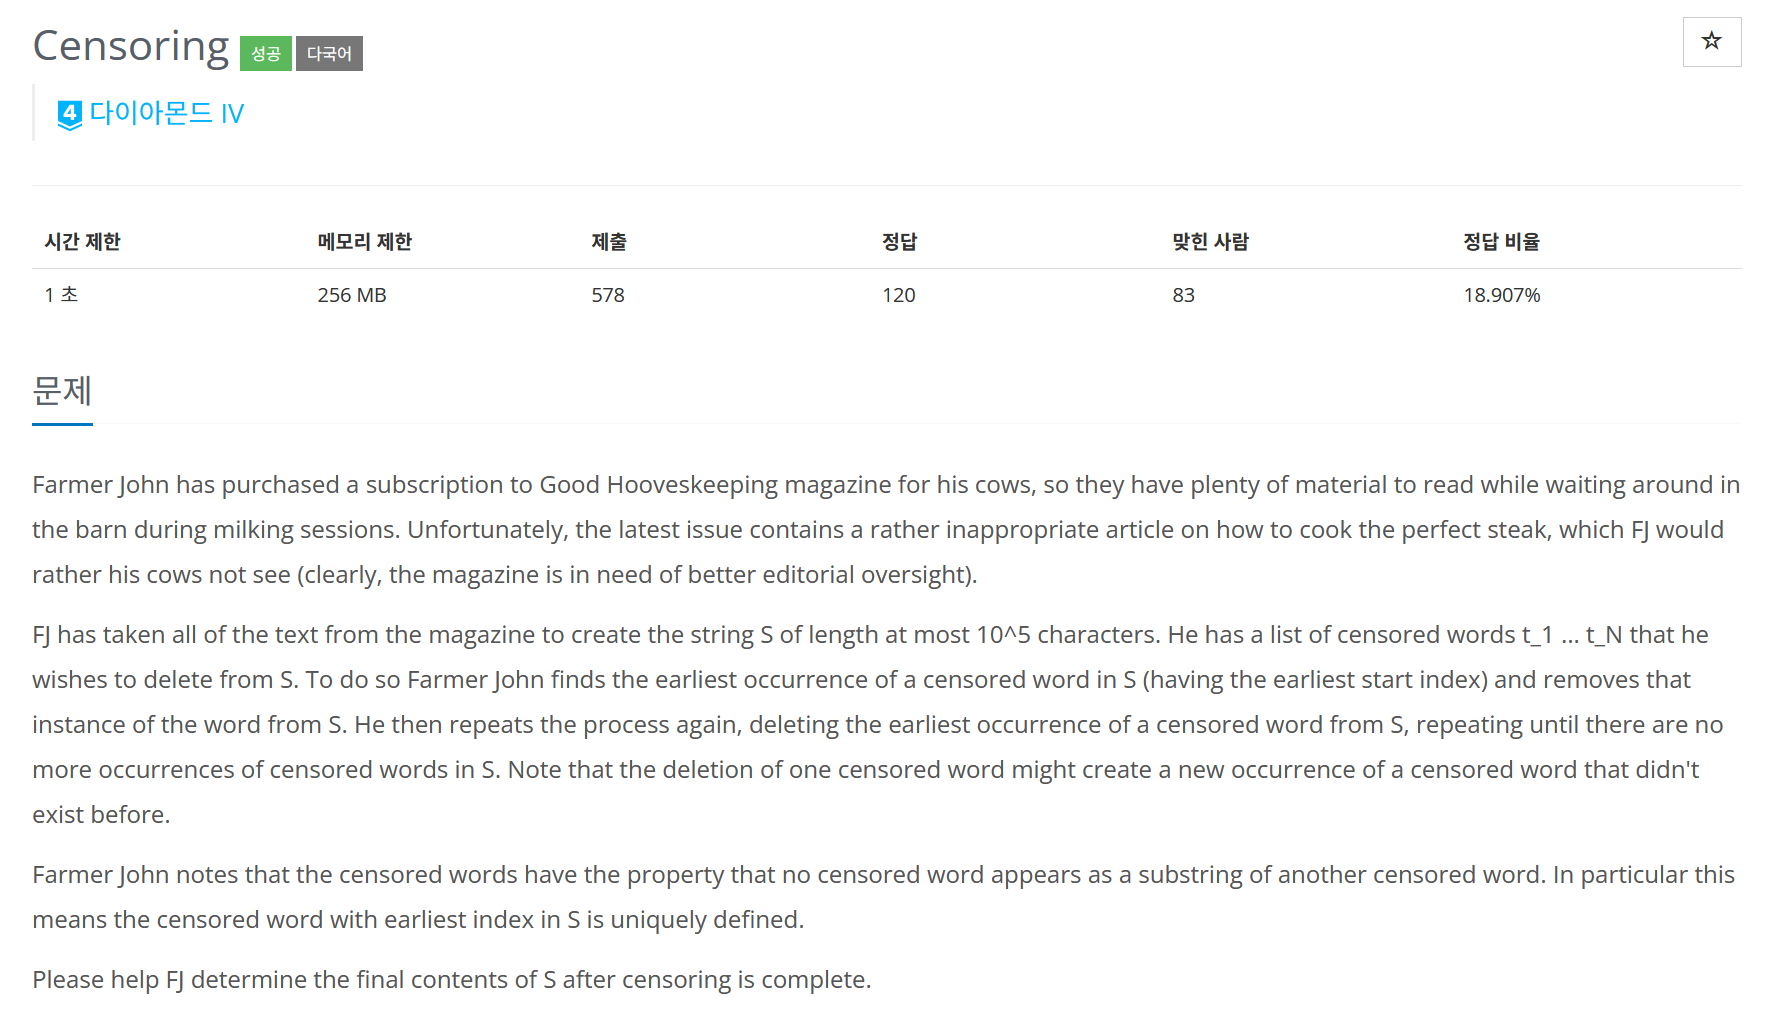 Censoring 성공 다국어
4 다이아몬드 IV
시간 제한 메모리 제한 제출 정답 맞힌 사람 정답 비율
1 초 256 MB 578 120 83 18.907%
문제
Farmer John has purchased a subscription to Good Hooveskeeping magazine for his cows, so they have plenty of material to read while waiting around in
the barn during milking sessions. Unfortunately, the latest issue contains a rather inappropriate article on how to cook the perfect steak, which FJ would
rather his cows not see (clearly, the magazine is in need of better editorial oversight).
FJ has taken all of the text from the magazine to create the string S of length at most 10^5 characters. He has a list of censored words t_1 ... t_N that he
wishes to delete from S. To do so Farmer John finds the earliest occurrence of a censored word in S (having the earliest start index) and removes that
instance of the word from S. He then repeats the process again, deleting the earliest occurrence of a censored word from S, repeating until there are no
more occurrences of censored words in S. Note that the deletion of one censored word might create a new occurrence of a censored word that didn't
exist before.
Farmer John notes that the censored words have the property that no censored word appears as a substring of another censored word. In particular this
means the censored word with earliest index in S is uniquely defined.
Please help FJ determine the final contents of S after censoring is complete.